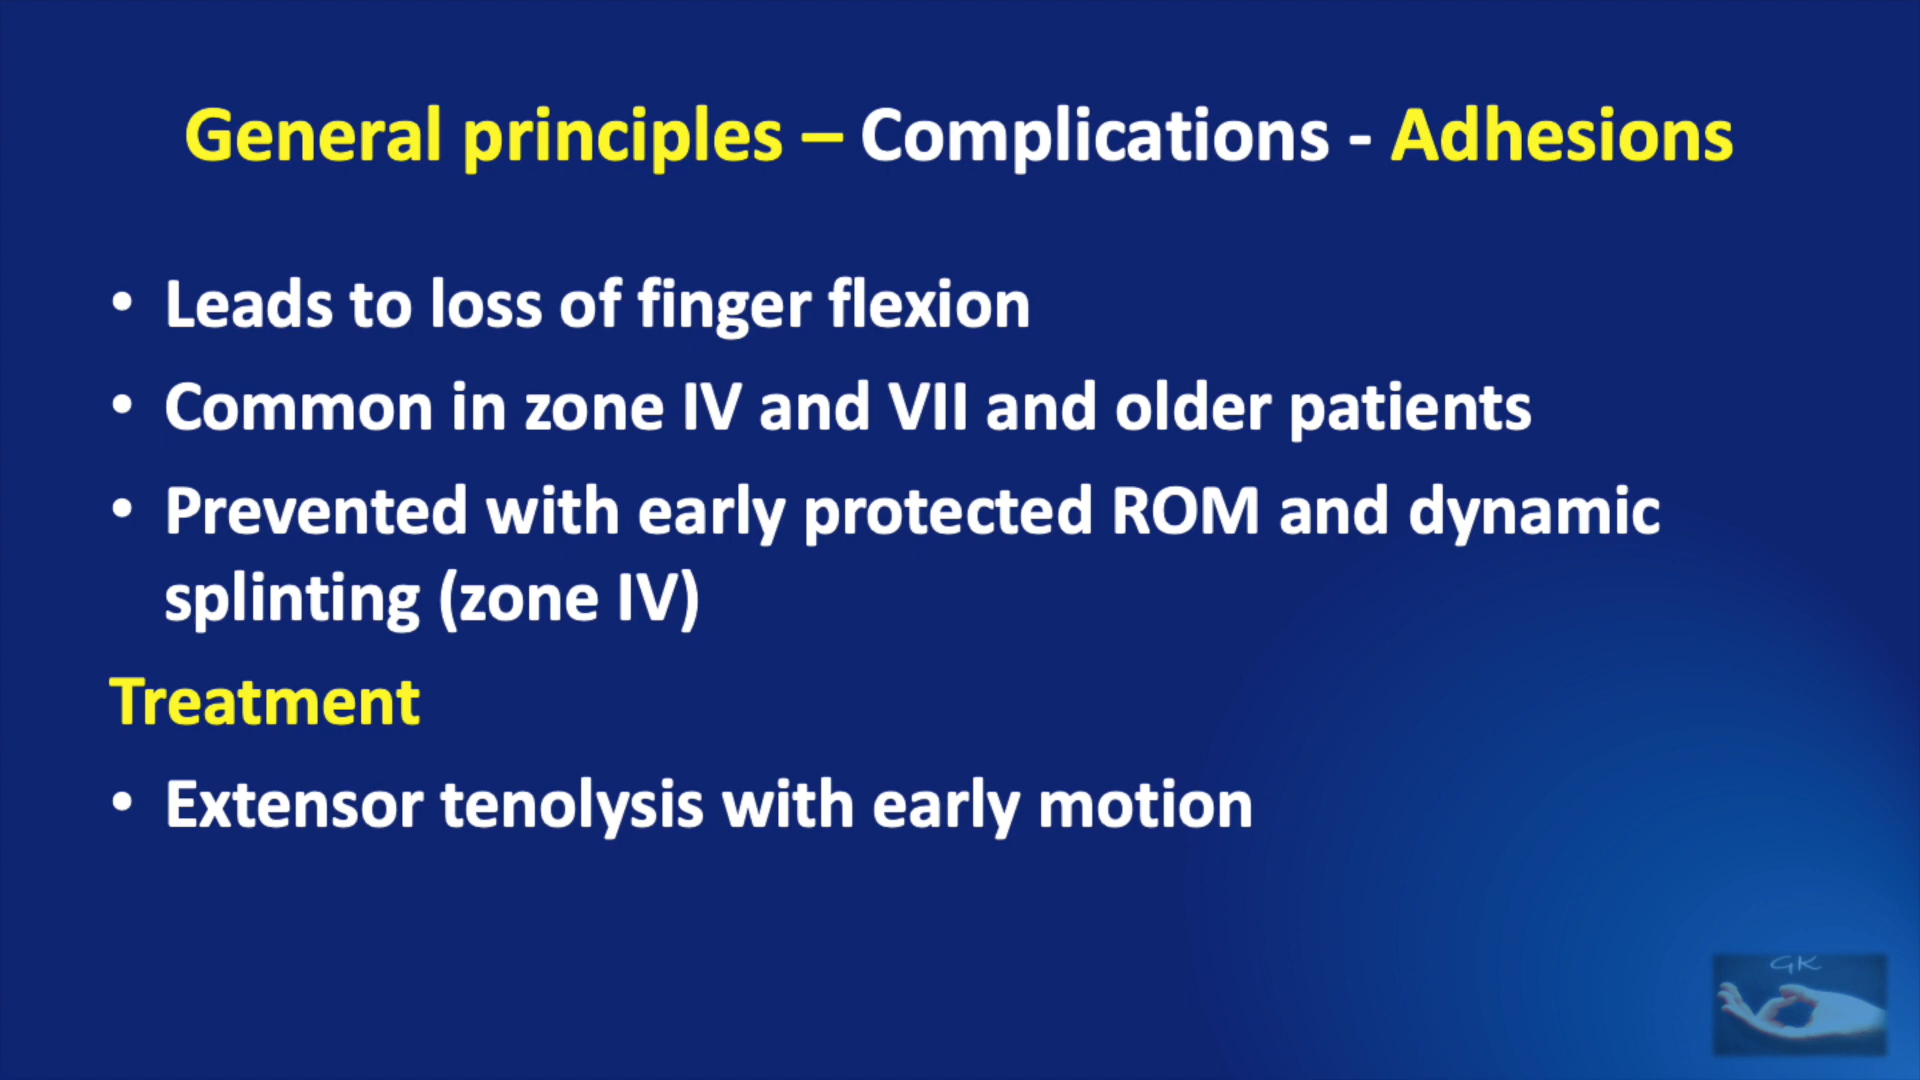 General principles – Complications - Adhesions
• Leads to loss of finger flexion
• Common in zone IV and VII and older patients
• Prevented with early protected ROM and dynamic
splinting (zone IV)
Treatment
• Extensor tenolysis with early motion
GK